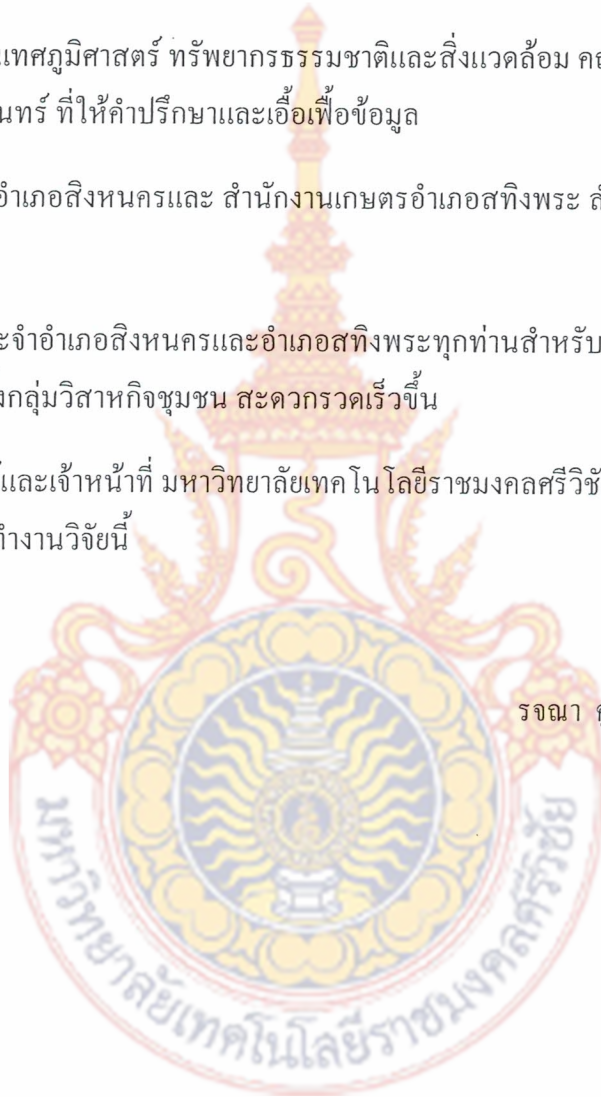 นเทศภูมิศาสตร์ ทรัพยากรธรรมชาติและสิ่งแวดล้อม คณ
นทร์ ที่ให้คำปรึกษาและเอื้อเฟื้อข้อมูล
อำเภอสิงหนครและ สำนักงานเกษตรอำเภอสทิงพระ ส
ะจำอำเภอสิงหนครและอำเภอสทิงพระทุกท่านสำหรับ
งกลุ่มวิสาหกิจชุมชน สะดวกรวดเร็วขึ้น
และเจ้าหน้าที่ มหาวิทยาลัยเทคโนโลยีราชมงคลศรีวิชั
ทำงานวิจัยนี้
รจณา
มหาวิทยาลัยเทคโนโลยีราชมงคลศรีวิชัย